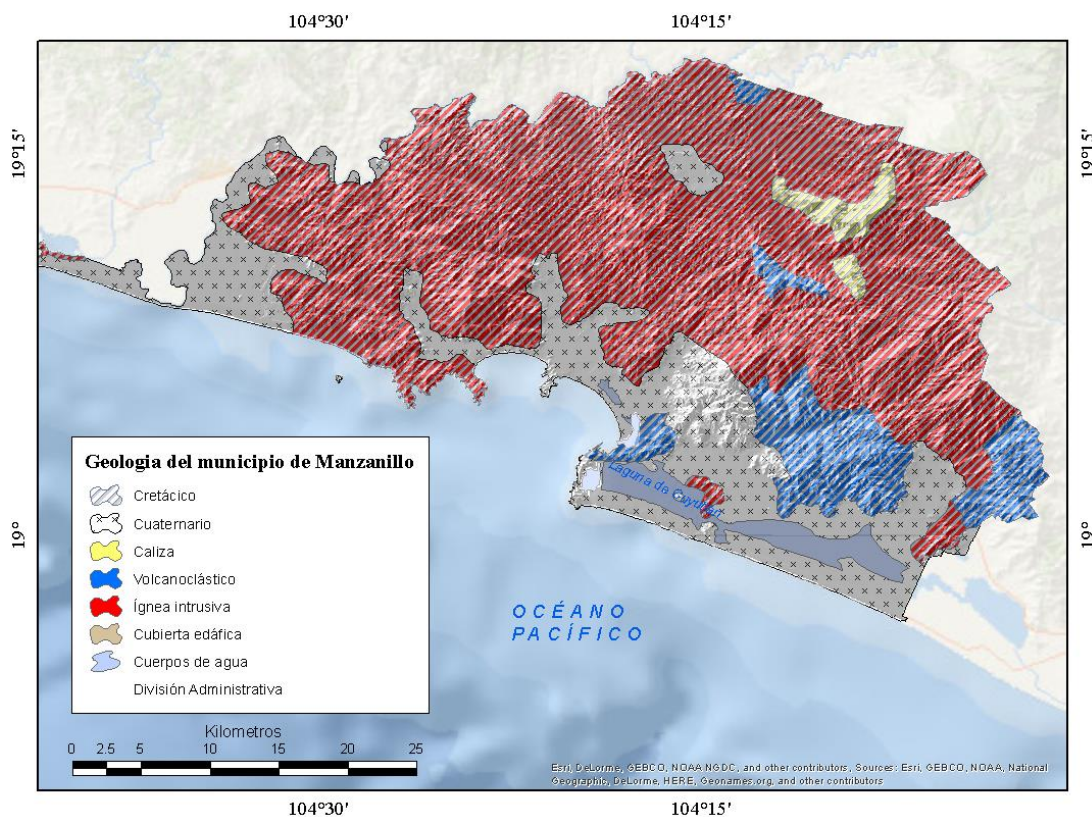 104°30'
104°15'
19°15'
19°15'
Laguna de Cuyutlán
Geologia del municipio de Manzanillo
Cretácico
Cuaternario
Caliza
Volcanoclástico
Ígnea intrusiva
Cubierta edáfica
Cuerpos de agua
División Administrativa
19°
19°
OCÉANO
PACÍFICO
Kilometros
0 2.5 5 10 15 20 25
Esri, DeLorme, GEBCO, NOAA NGDC, and other contributors, Sources: Esri, GEBCO, NOAA, National
Geographic, DeLorme, HERE, Geonames.org, and other contributors
104°30'
104°15'